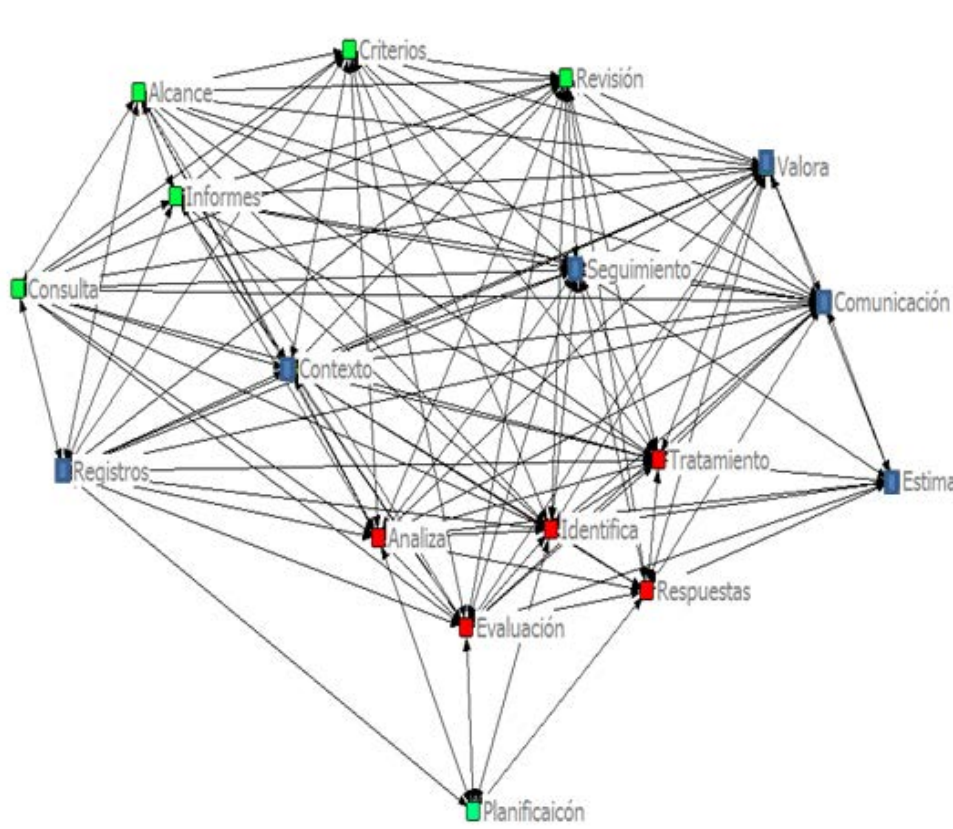 Criterios
Revisión
Alcance
Valora
Informes
Seguimiento
Consulta
Comunicación
Contexto
Tratamiento
Registros
Estima
Identifica
Analiza
Respuestas
Evaluación
Planificaicón